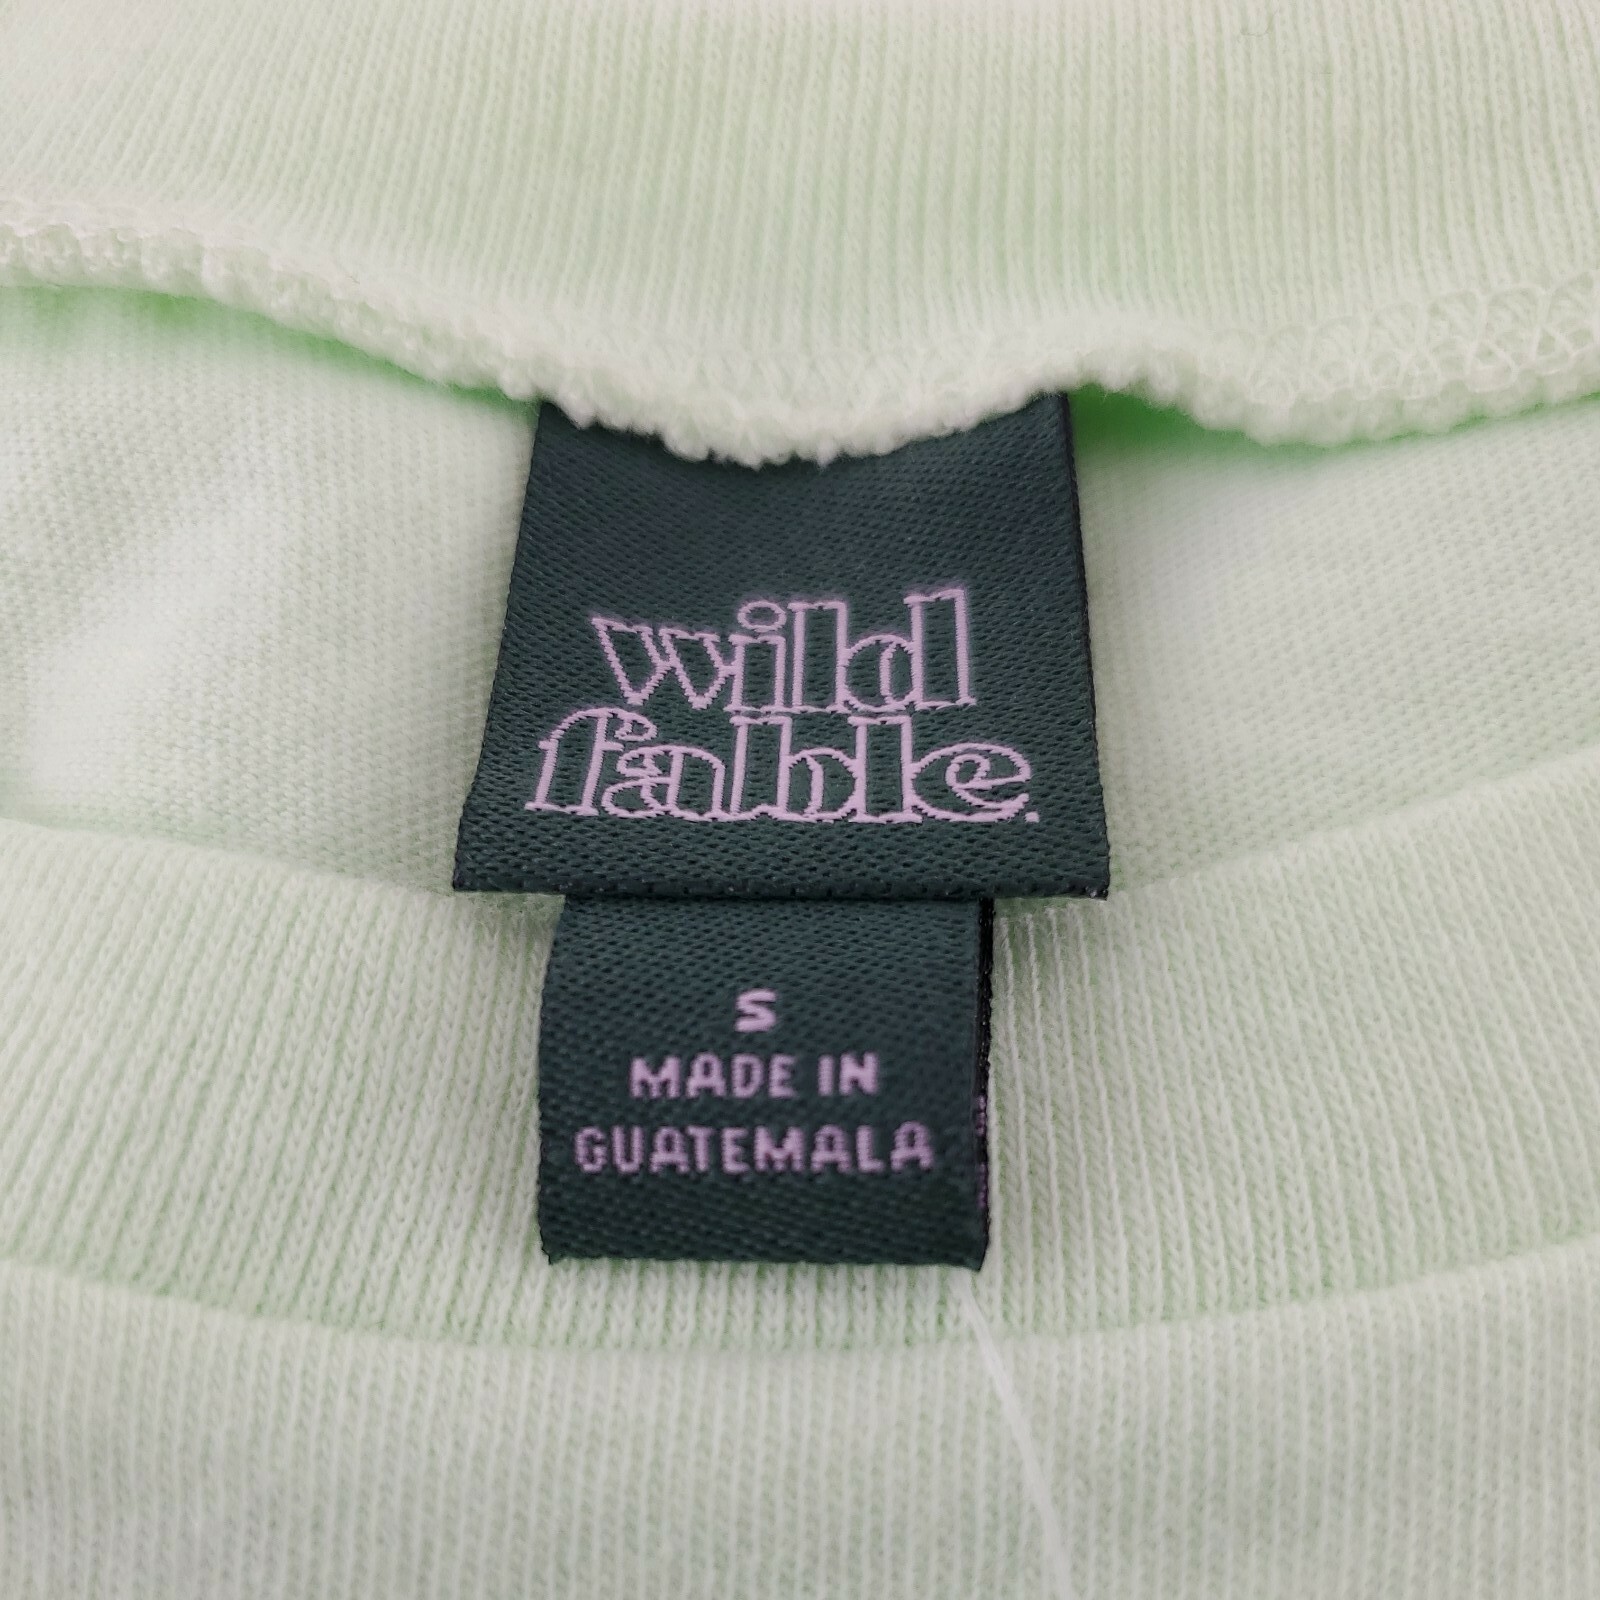 wild
fable.
S
MADE IN
GUATEMALA